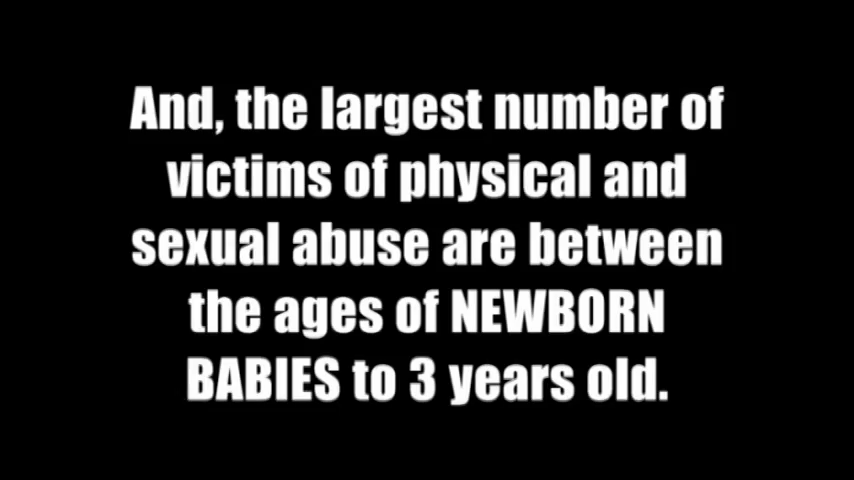 And, the largest number of
victims of physical and
sexual abuse are between
the ages of NEWBORN
BABIES to 3 years old.